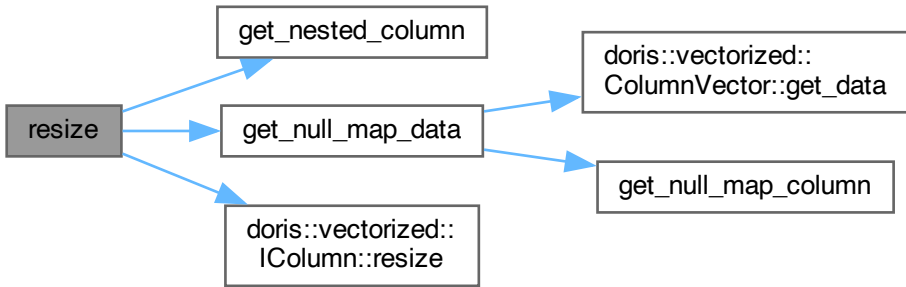 resize
get_nested_column
get_null_map_data
doris::vectorized::
IColumn::resize
doris::vectorized::
ColumnVector::get_data
get_null_map_column